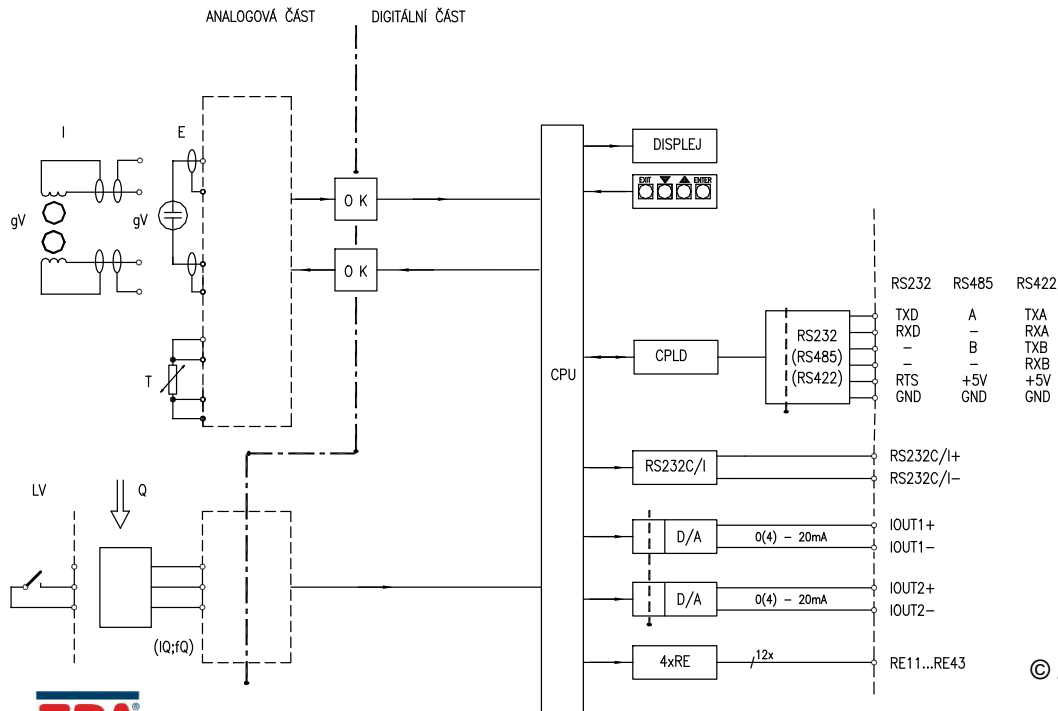 ANALOGOVÁ ČÁST
DIGITÁLNÍ ČÁST
I
E
gV
gV
T
OK
OK
CPU
DISPLEJ
EXIT ENTER
CPLD
RS232
(RS485)
(RS422)
RS232 RS485 RS422
TXD A TXA
RXD – RXA
– B TXB
– – RXB
RTS +5V +5V
GND GND GND
RS232C/I
RS232C/I+
RS232C/I–
LV
Q
(IQ;fQ)
D/A
0(4) – 20mA
IOUT1+
IOUT1–
D/A
0(4) – 20mA
IOUT2+
IOUT2–
4xRE
12x
RE11...RE43
©